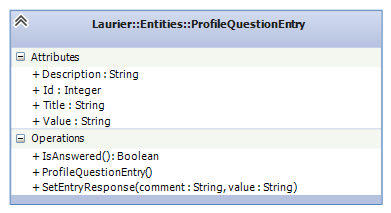 Laurier::Entities::ProfileQuestionEntry
Attributes
+ Description : String
+ Id : Integer
+ Title : String
+ Value : String
Operations
+ IsAnswered() : Boolean
+ ProfileQuestionEntry()
+ SetEntryResponse(comment : String, value : String)